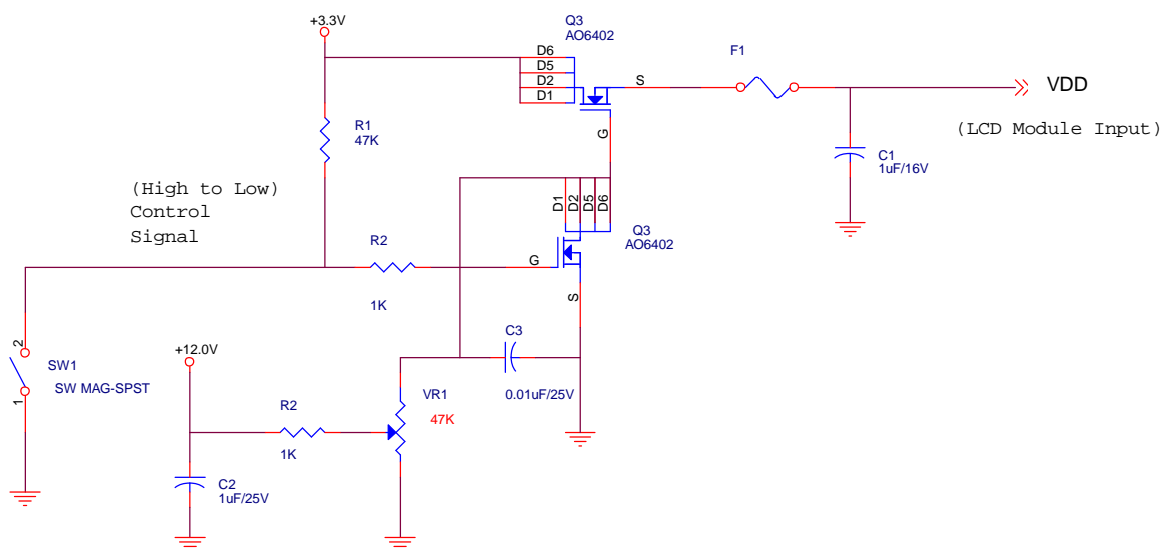 +3.3V
Q3
AO6402
D6
D5
D2
D1
S
G
F1
VDD
(LCD Module Input)
R1
47K
C1
1uF/16V
(High to Low)
Control
Signal
D1
D2
D5
D6
Q3
AO6402
R2
1K
G
S
2
SW1
SW MAG-SPST
1
+12.0V
C3
0.01uF/25V
R2
1K
VR1
47K
C2
1uF/25V